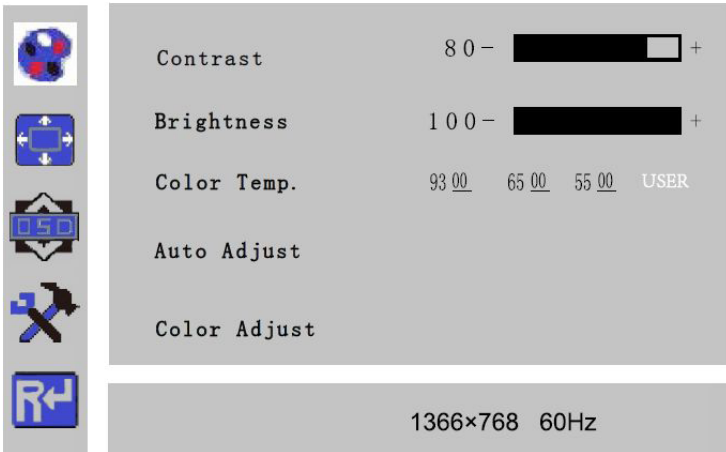 Contrast 80- +
Brightness 100- +
Color Temp. 9300 6500 5500 USER
OSD
Auto Adjust
Color Adjust
R
1366×768 60Hz